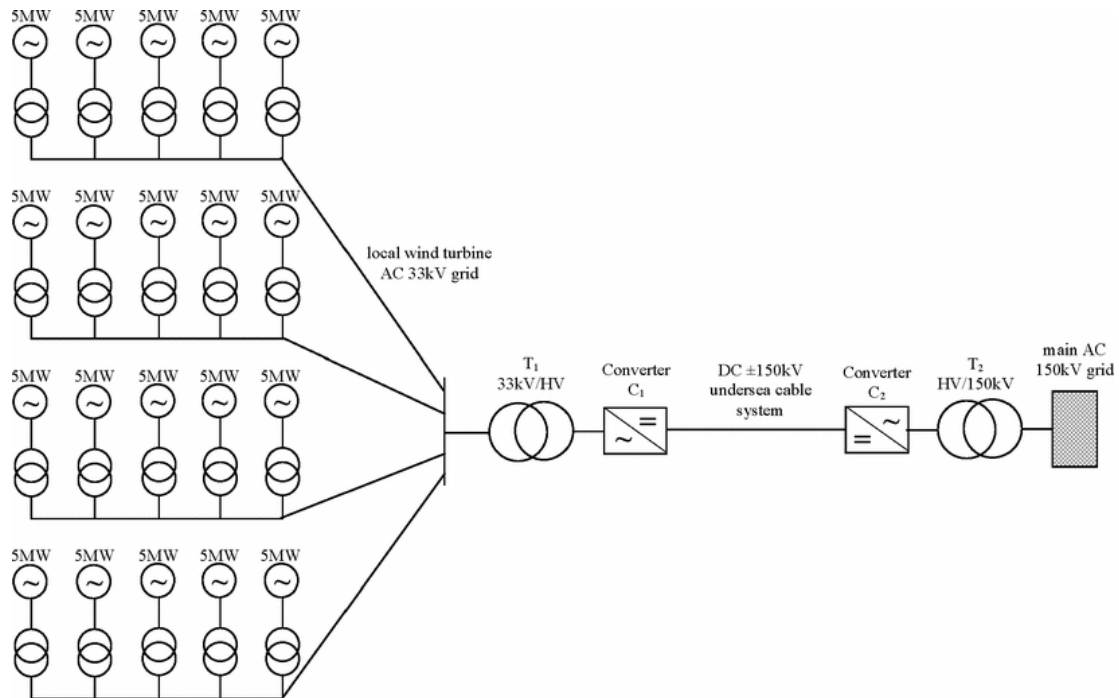 5MW 5MW 5MW 5MW 5MW
~ ~ ~ ~ ~
5MW 5MW 5MW 5MW 5MW
~ ~ ~ ~ ~
local wind turbine
AC 33kV grid
T₁
33kV/HV
Converter
C₁
~ =
DC ±150kV
undersea cable
system
Converter
C₂
= ~
T₂
HV/150kV
main AC
150kV grid
5MW 5MW 5MW 5MW 5MW
~ ~ ~ ~ ~
5MW 5MW 5MW 5MW 5MW
~ ~ ~ ~ ~